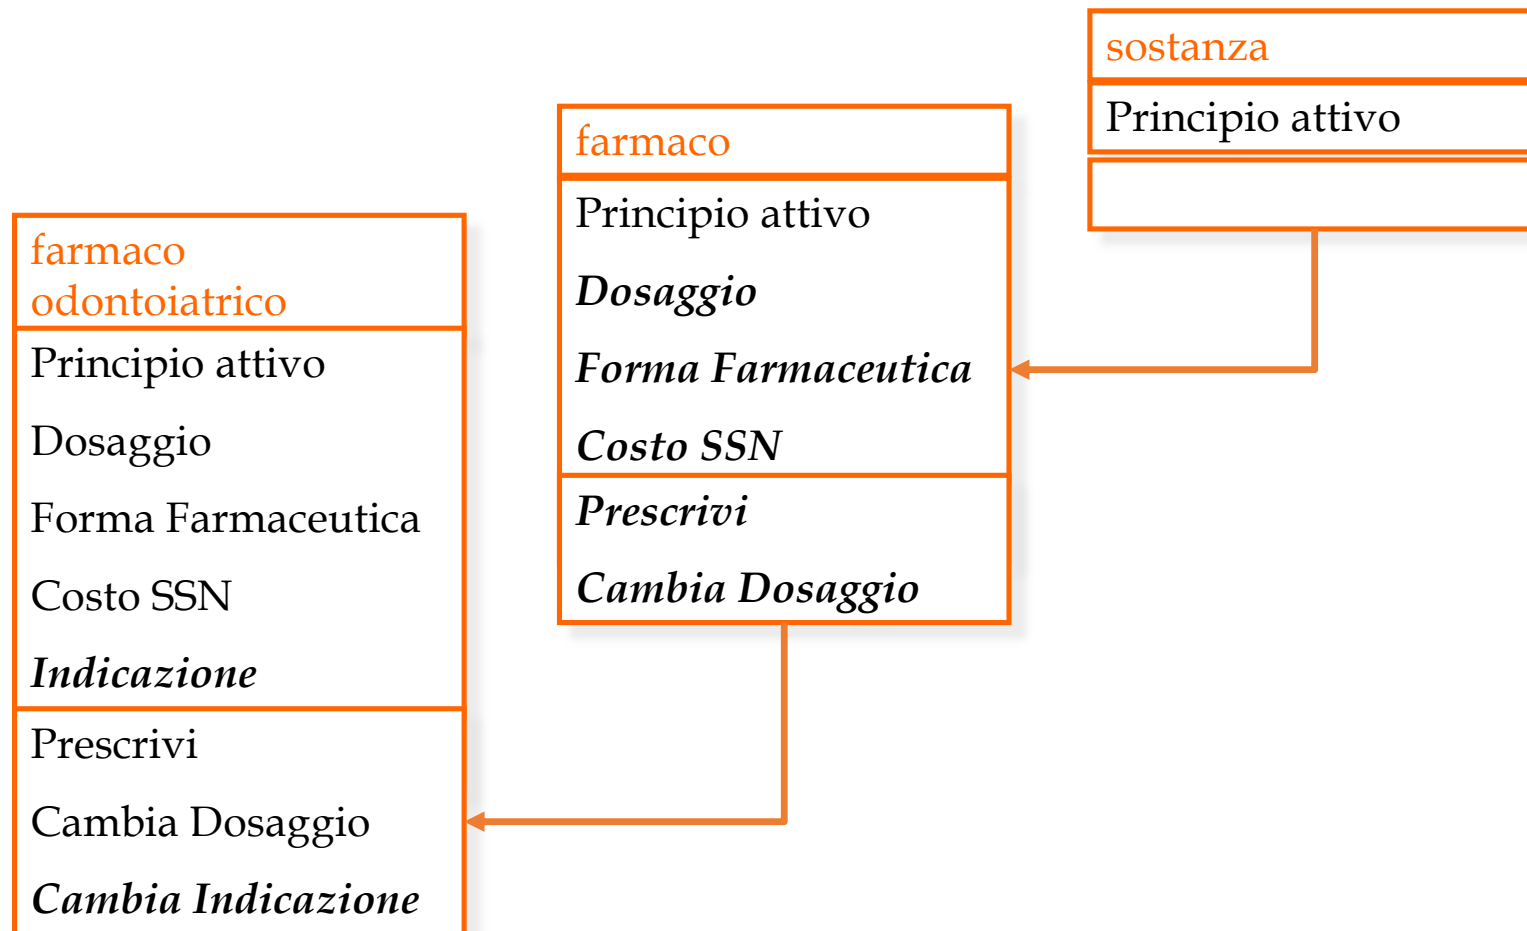 sostanza
Principio attivo
farmaco
Principio attivo
Dosaggio
Forma Farmaceutica
Costo SSN
Prescrivi
Cambia Dosaggio
farmaco
odontoiatrico
Principio attivo
Dosaggio
Forma Farmaceutica
Costo SSN
Indicazione
Prescrivi
Cambia Dosaggio
Cambia Indicazione